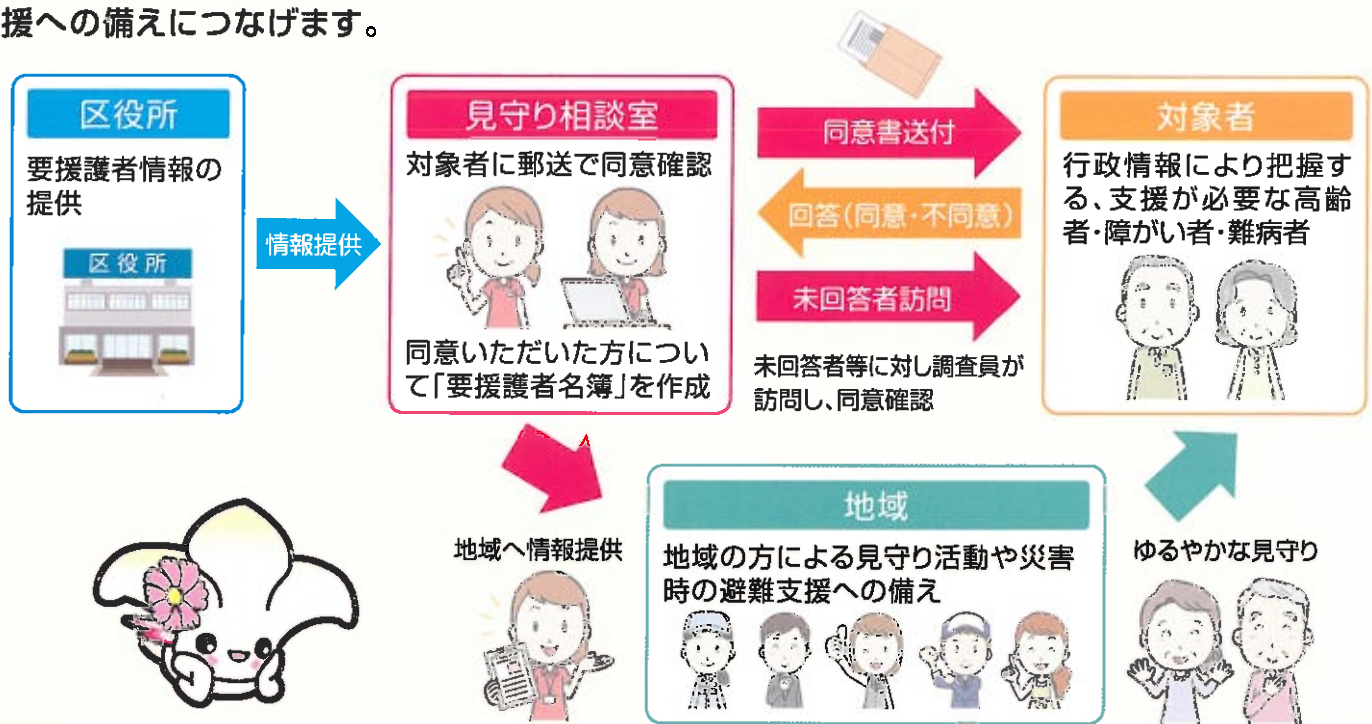 援への備えにつなげます。
区役所
要援護者情報の
提供
区役所
情報提供
見守り相談室
対象者に郵送で同意確認
同意いただいた方につい
て「要援護者名簿」を作成
同意書送付
回答(同意・不同意)
未回答者訪問
未回答者等に対し調査員が
訪問し、同意確認
対象者
行政情報により把握す
る、支援が必要な高齢
者・障がい者・難病者
地域へ情報提供
地域
地域の方による見守り活動や災害
時の避難支援への備え
ゆるやかな見守り